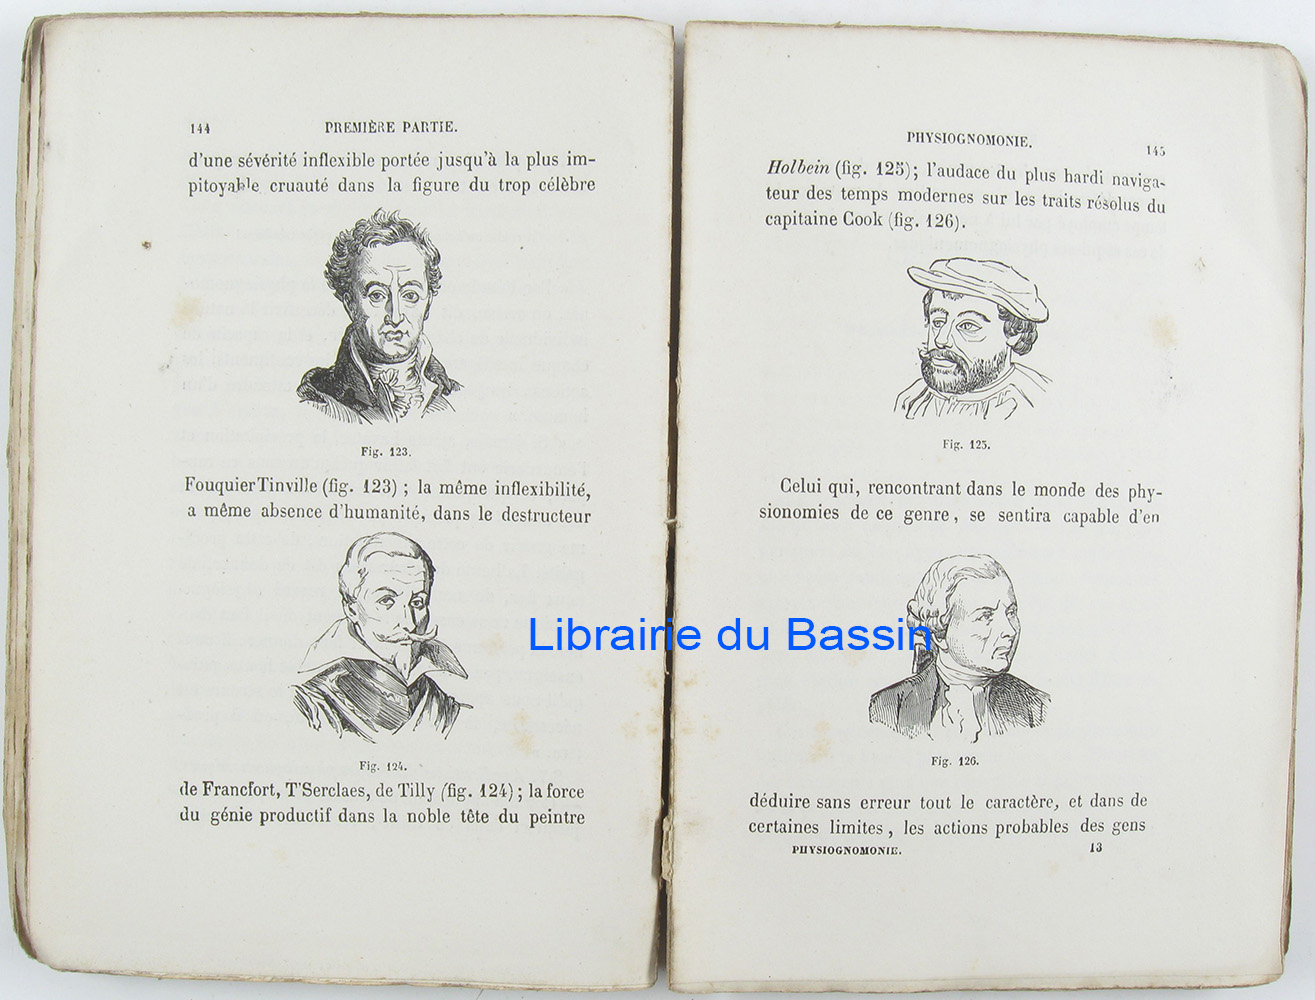 144 PREMIÈRE PARTIE.
d'une sévérité inflexible portée jusqu'à la plus im-
pitoyable cruauté dans la figure du trop célèbre
Fig. 123.
Fouquier Tinville (fig. 123) ; la même inflexibilité,
a même absence d'humanité, dans le destructeur
Fig. 124.
de Francfort, T'Serclaes, de Tilly (fig. 124) ; la force
du génie productif dans la noble tête du peintre
PHYSIOGNOMONIE. 145
Holbein (fig. 125) ; l'audace du plus hardi naviga-
teur des temps modernes sur les traits résolus du
capitaine Cook (fig. 126).
Fig. 125.
Celui qui, rencontrant dans le monde des phy-
sionomies de ce genre, se sentira capable d'en
Fig. 126.
déduire sans erreur tout le caractère, et dans de
certaines limites, les actions probables des gens
PHYSIOGNOMONIE. 13
Librairie du Bassin